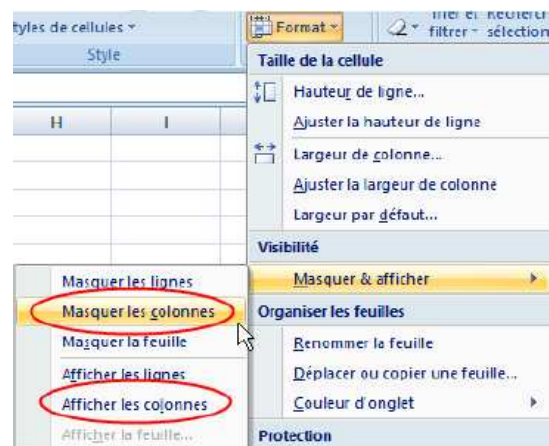 tyles de cellules
Style
Format
Trier et Recherch
filtrer sélection
Taille de la cellule
Hauteur de ligne...
Ajuster la hauteur de ligne
Largeur de colonne...
Ajuster la largeur de colonne
Largeur par défaut...
H I
Visibilité
Masquer & afficher
Masquer les lignes
Masquer les colonnes
Masquer la feuille
Afficher les lignes
Afficher les colonnes
Afficher la feuille...
Organiser les feuilles
Renommer la feuille
Déplacer ou copier une feuille...
Couleur d'onglet
Protection